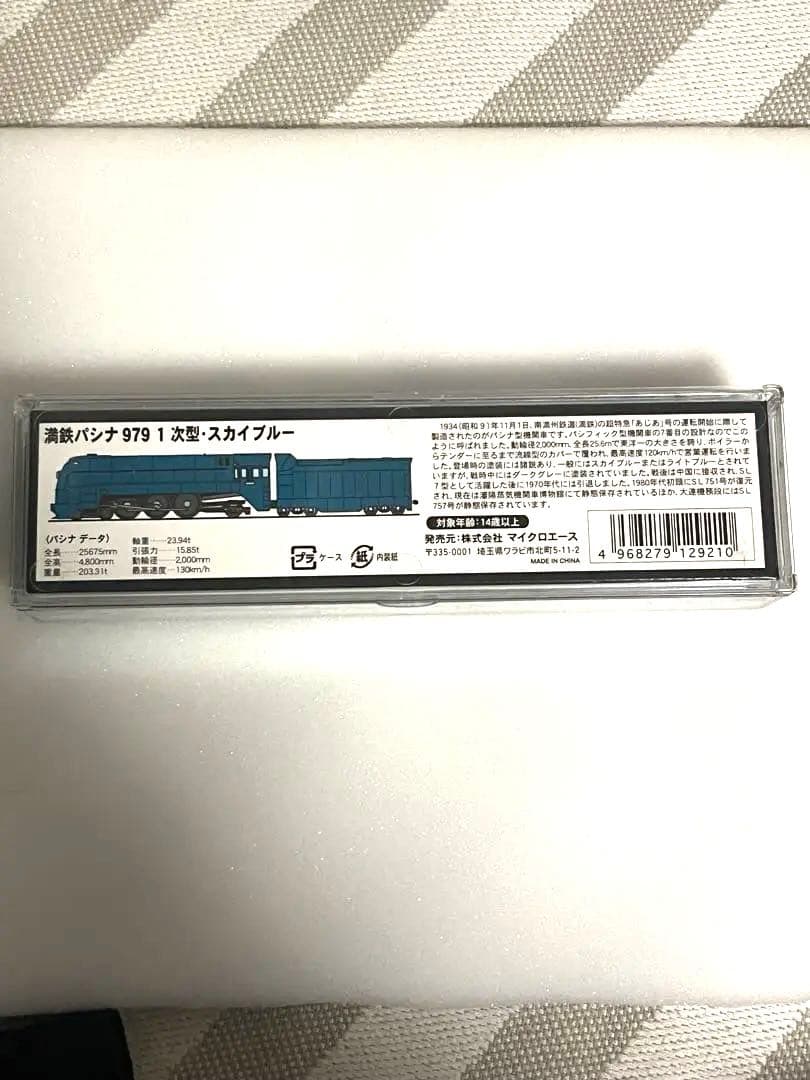 満鉄パシナ 979 1 次型・スカイブルー
1934(昭和 9)年11月1日、南満州鉄道(満鉄)の超特急「あじあ」号の運転開始に際して
製造されたのがパシナ型機関車です。パシフィック型機関車の7番目の設計なのでこの
ように呼ばれました。動輪径2,000mm、全長25.6mで東洋一の大きさを誇り、ボイラーか
らテンダーに至るまで流線型のカバーで覆われ、最高速度120km/hで営業運転を行いま
した。登場時の塗装には諸説あり、一般にはスカイブルーまたはライトブルーとされて
いますが、戦時中にはダークグレーに塗装されていました。戦後は中国に接収され、ＳＬ
７型として活躍した後に1970年代には引退しました。1980年代初頭にＳＬ751号が復元
され、現在は瀋陽蒸気機関車博物館にて静態保存されているほか、大連機務段にはSL
757号が静態保存されています。
〈パシナ データ〉
全長……25675mm
全高……4,800mm
重量……203.31t
軸重……23.94t
引張力……15.85t
動輪径……2,000mm
最高速度……130km/h
プラ ケース
紙 内装紙
対象年齢：14歳以上
発売元：株式会社 マイクロエース
〒335-0001 埼玉県ワラビ市北町5-11-2
MADE IN CHINA
4 968279 129210